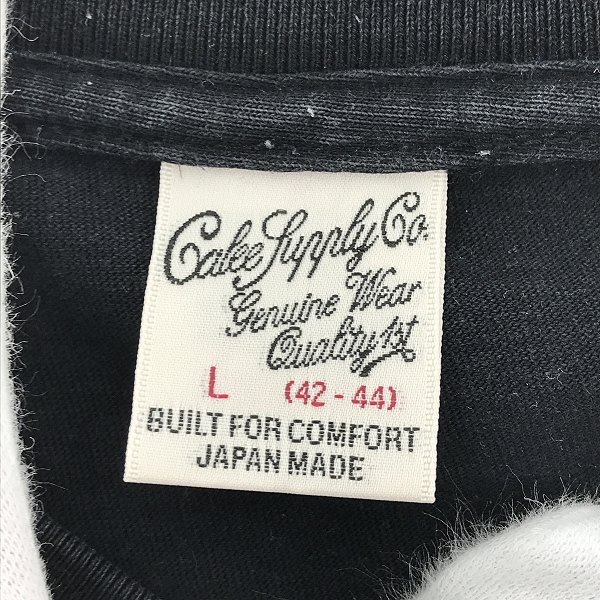 Calee Supply Co.
Genuine Wear
Quality 1st
L (42-44)
BUILT FOR COMFORT
JAPAN MADE